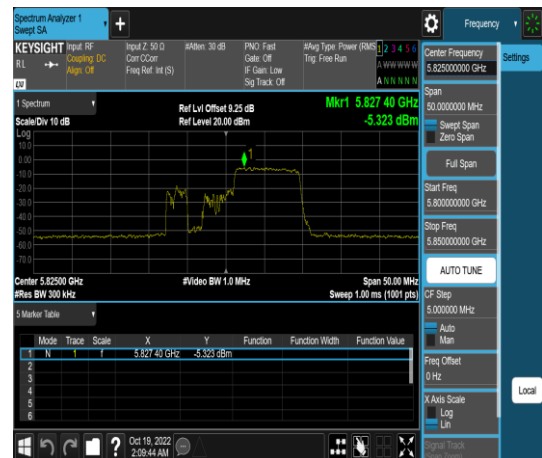 Spectrum Analyzer 1
Swept SA
+
Frequency
KEYSIGHT
RL
LXI
Input: RF
Coupling: DC
Align: Off
Input Z: 50 Ω
Corr CCorr
Freq Ref: Int (S)
#Atten: 30 dB
PNO: Fast
Gate: Off
IF Gain: Low
Sig Track: Off
#Avg Type: Power (RMS
Trig: Free Run
1 2 3 4 5 6
A WW WW W
A N N N N N
1 Spectrum
Scale/Div 10 dB
Ref Lvl Offset 9.25 dB
Ref Level 20.00 dBm
Mkr1 5.827 40 GHz
-5.323 dBm
Log
10.0
0.00
-10.0
-20.0
-30.0
-40.0
-50.0
-60.0
-70.0
1
Center 5.82500 GHz
#Res BW 300 kHz
#Video BW 1.0 MHz
Span 50.00 MHz
Sweep 1.00 ms (1001 pts)
5 Marker Table
Mode Trace Scale X Y Function Function Width Function Value
1 N 1 f 5.827 40 GHz -5.323 dBm
2
3
4
5
6
Center Frequency
5.825000000 GHz
Span
50.0000000 MHz
Swept Span
Zero Span
Full Span
Start Freq
5.800000000 GHz
Stop Freq
5.850000000 GHz
AUTO TUNE
CF Step
5.000000 MHz
Auto
Man
Freq Offset
0 Hz
X Axis Scale
Log
Lin
Signal Track
Settings
Local
?
Oct 19, 2022
2:09:44 AM